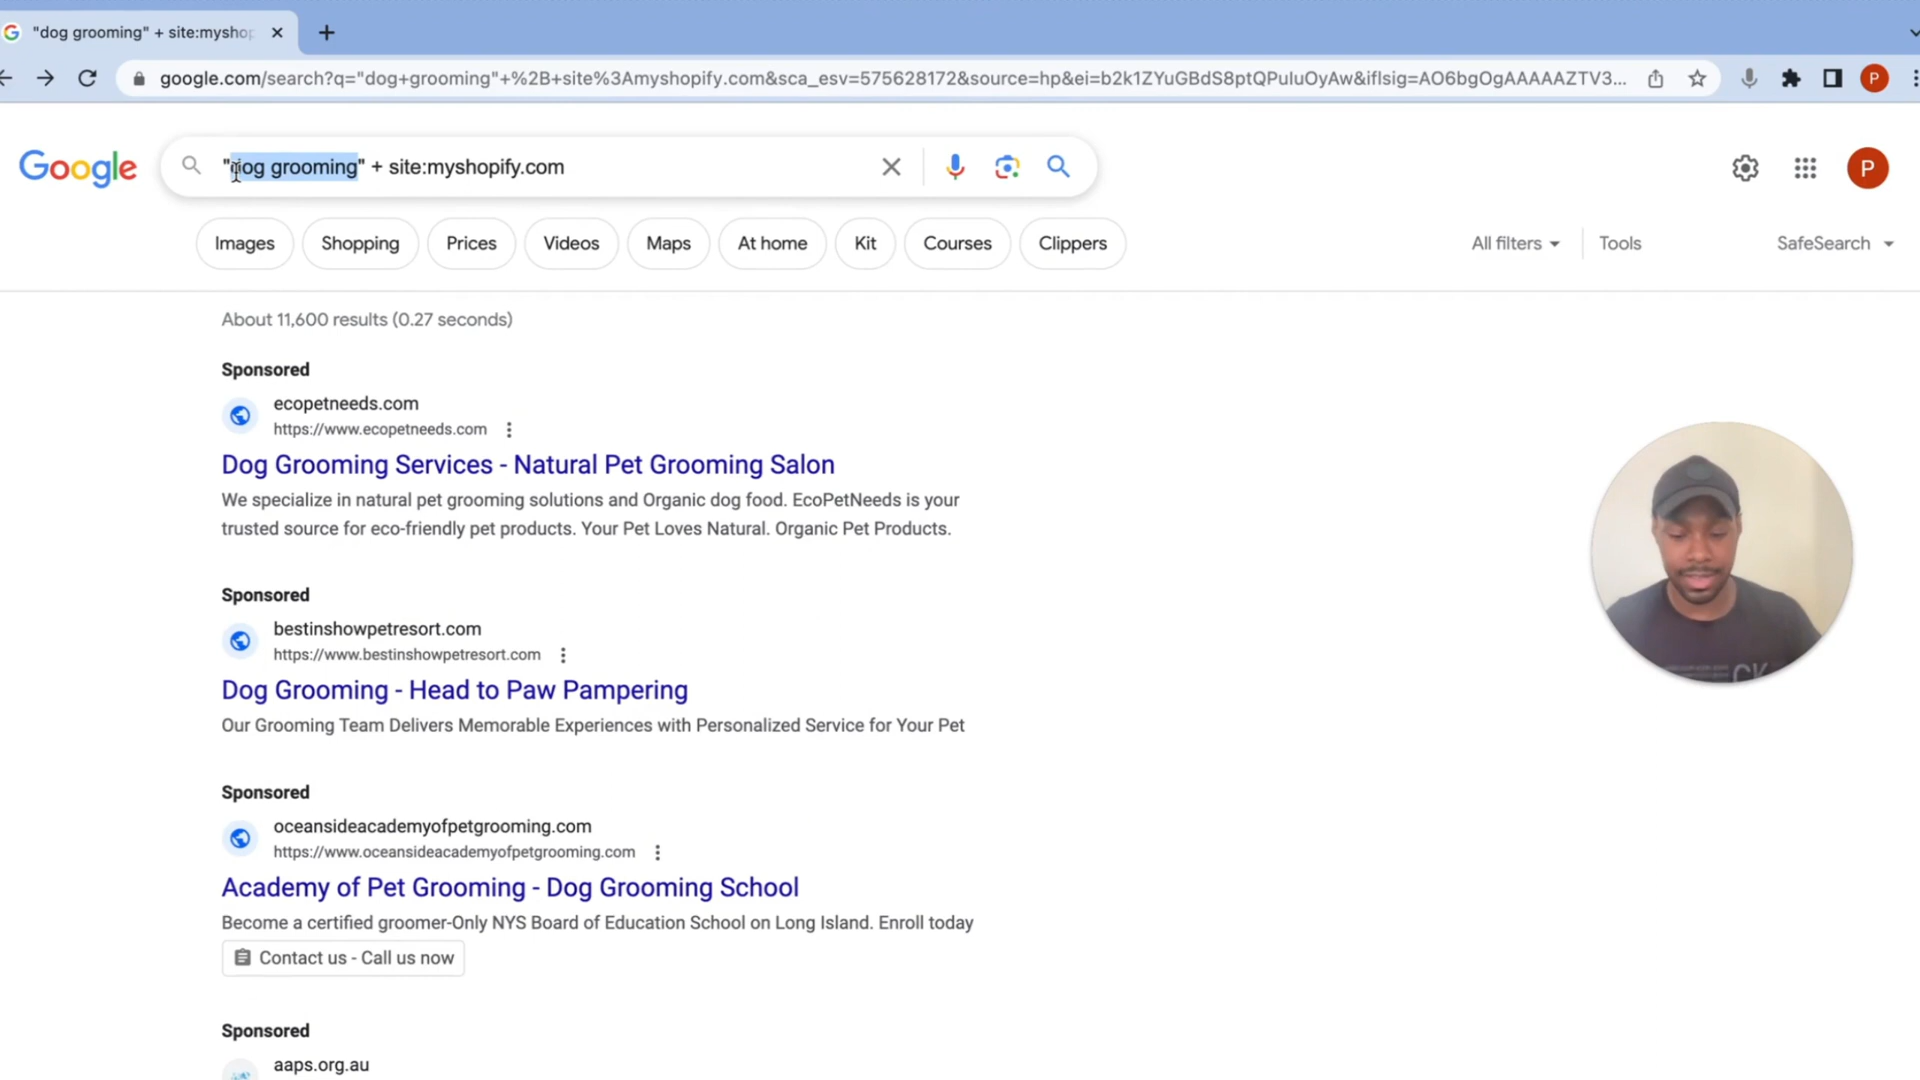 "dog grooming" + site:myshop
google.com/search?q="dog+grooming"+%2B+site%3Amyshopify.com&sca_esv=575628172&source=hp&ei=b2k1ZYuGBdS8ptQPuIuOyAw&iflsig=AO6bgOgAAAAAZTV3...
P
Google
"dog grooming" + site:myshopify.com
P
Images
Shopping
Prices
Videos
Maps
At home
Kit
Courses
Clippers
All filters
Tools
SafeSearch
About 11,600 results (0.27 seconds)
Sponsored
ecopetneeds.com
https://www.ecopetneeds.com
Dog Grooming Services - Natural Pet Grooming Salon
We specialize in natural pet grooming solutions and Organic dog food. EcoPetNeeds is your
trusted source for eco-friendly pet products. Your Pet Loves Natural. Organic Pet Products.
Sponsored
bestinshowpetresort.com
https://www.bestinshowpetresort.com
Dog Grooming - Head to Paw Pampering
Our Grooming Team Delivers Memorable Experiences with Personalized Service for Your Pet
Sponsored
oceansideacademyofpetgrooming.com
https://www.oceansideacademyofpetgrooming.com
Academy of Pet Grooming - Dog Grooming School
Become a certified groomer-Only NYS Board of Education School on Long Island. Enroll today
Contact us - Call us now
Sponsored
aaps.org.au